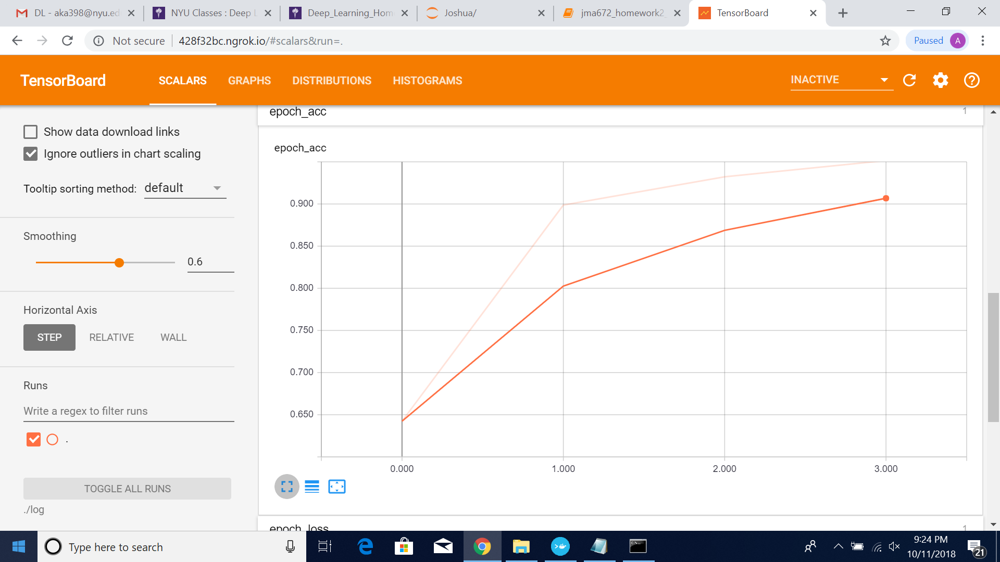 DL - aka398@nyu.ed
NYU Classes : Deep L
Deep_Learning_Hom
Joshua/
jma672_homework2_
TensorBoard
Not secure
428f32bc.ngrok.io/#scalars&run=.
Paused
A
TensorBoard
SCALARS
GRAPHS
DISTRIBUTIONS
HISTOGRAMS
INACTIVE
Show data download links
Ignore outliers in chart scaling
Tooltip sorting method: default
Smoothing
0.6
Horizontal Axis
STEP
RELATIVE
WALL
Runs
Write a regex to filter runs
.
TOGGLE ALL RUNS
./log
epoch_acc
1
epoch_acc
0.900
0.850
0.800
0.750
0.700
0.650
0.000
1.000
2.000
3.000
epoch_loss
1
Type here to search
9:24 PM
10/11/2018
21